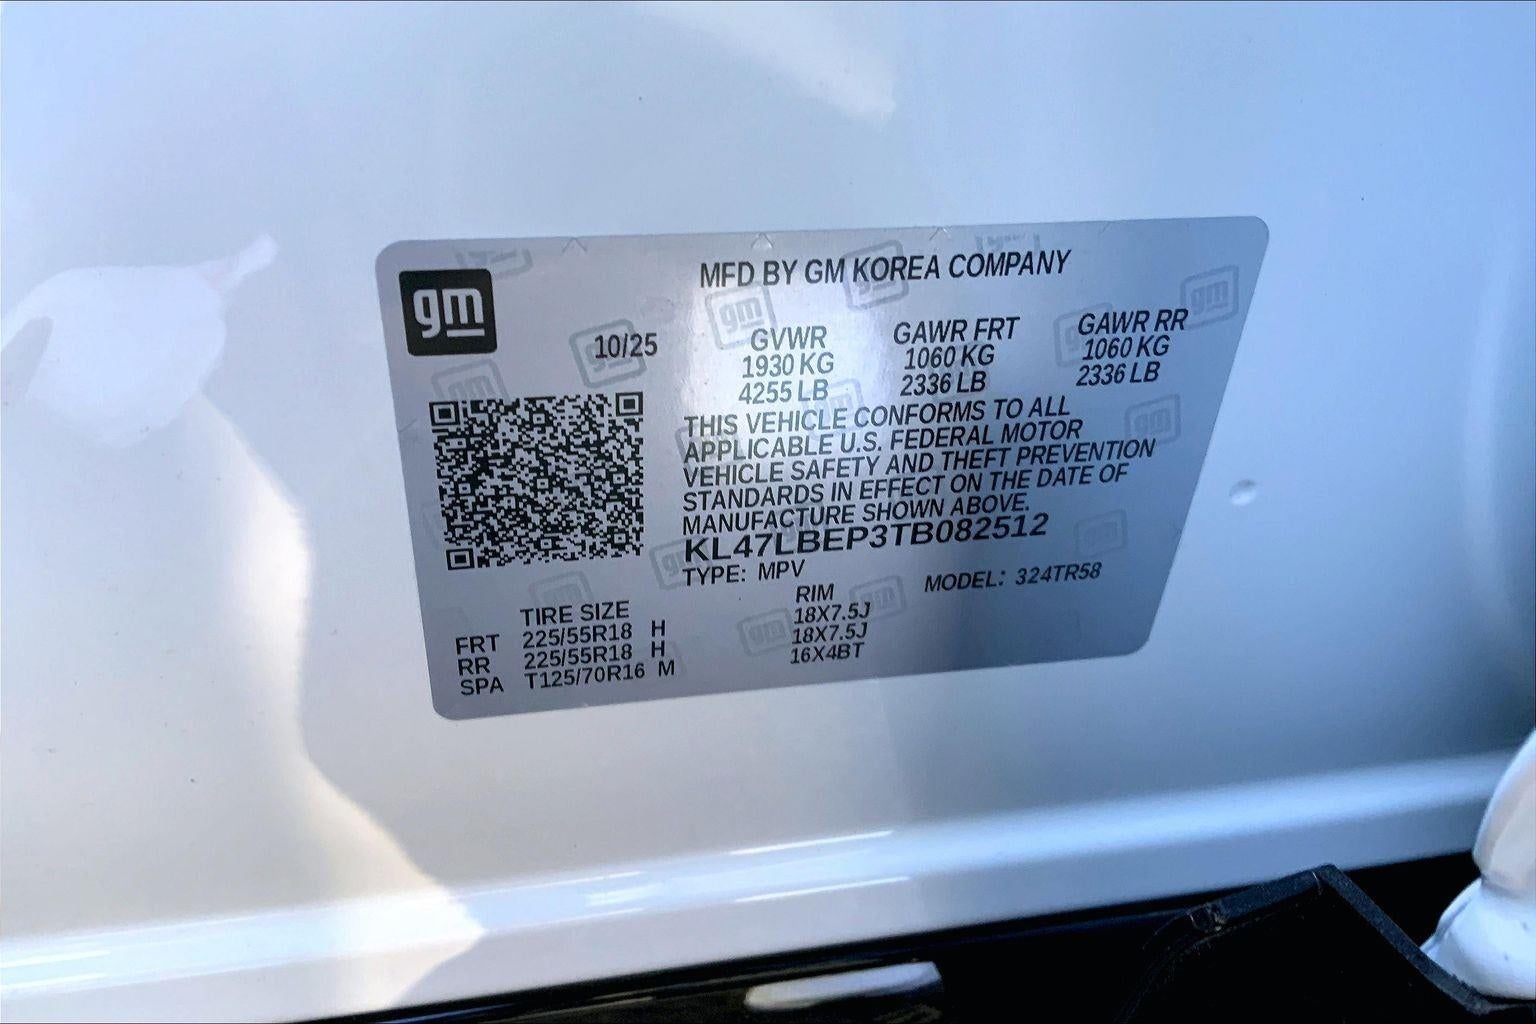 gm
MFD BY GM KOREA COMPANY
10/25
GVWR GAWR FRT GAWR RR
1930 KG 1060 KG 1060 KG
4255 LB 2336 LB 2336 LB
THIS VEHICLE CONFORMS TO ALL
APPLICABLE U.S. FEDERAL MOTOR
VEHICLE SAFETY AND THEFT PREVENTION
STANDARDS IN EFFECT ON THE DATE OF
MANUFACTURE SHOWN ABOVE.
KL47LBEP3TB082512
TYPE: MPV MODEL: 324TR58
TIRE SIZE RIM
FRT 225/55R18 H 18X7.5J
RR 225/55R18 H 18X7.5J
SPA T125/70R16 M 16X4BT